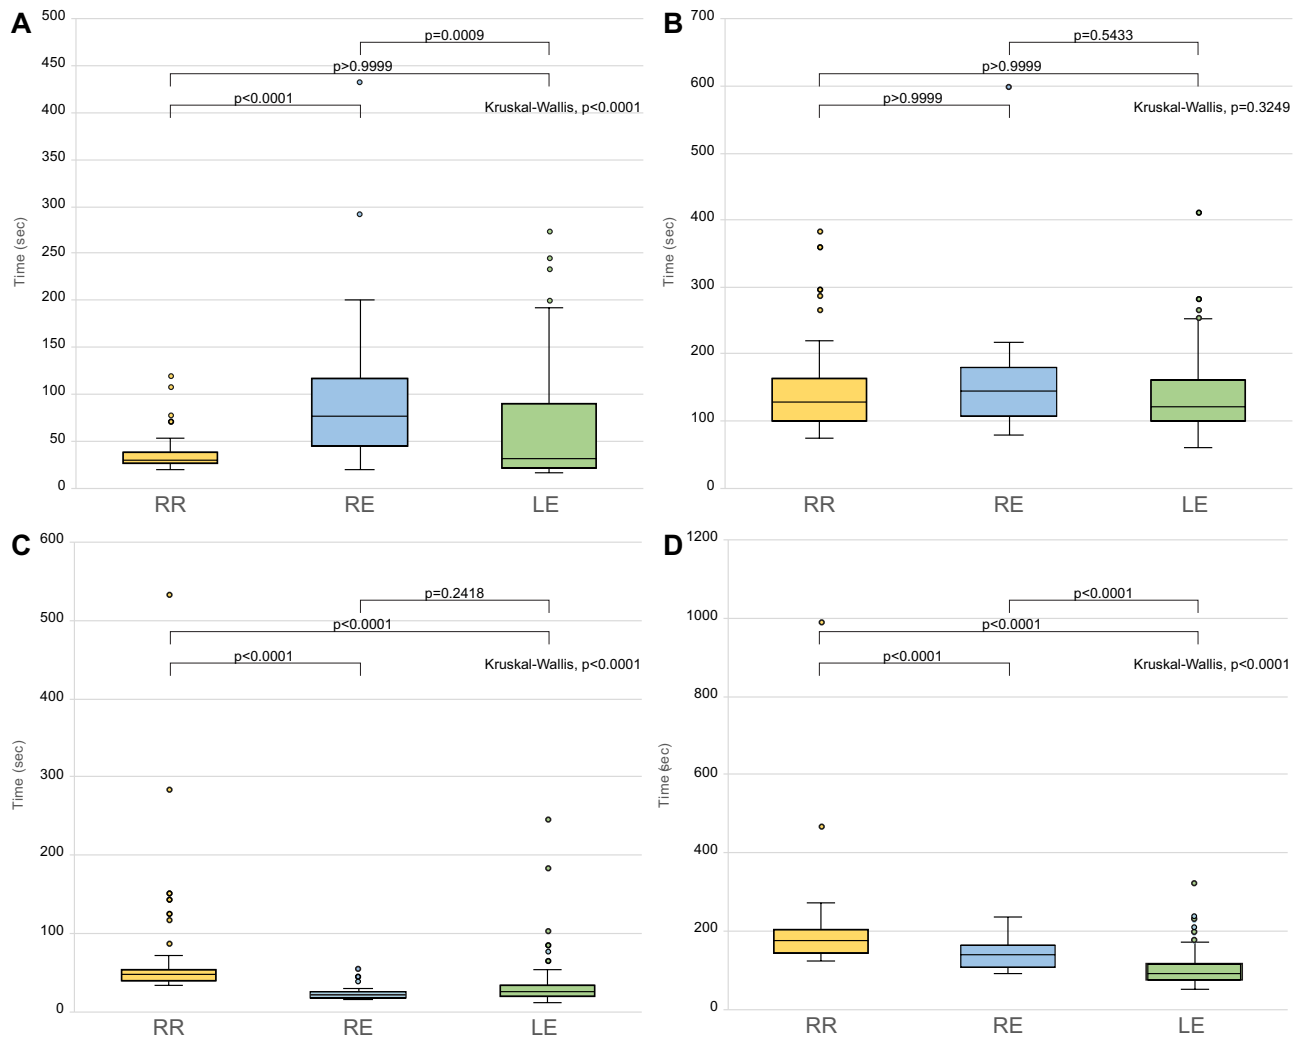 A
500
450
400
350
300
250
200
150
100
50
0
Time (sec)
p=0.0009
p>0.9999
p<0.0001
Kruskal-Wallis, p<0.0001
RR RE LE
B
700
600
500
400
300
200
100
0
Time (sec)
p=0.5433
p>0.9999
p>0.9999
Kruskal-Wallis, p=0.3249
RR RE LE
C
600
500
400
300
200
100
0
Time (sec)
p=0.2418
p<0.0001
p<0.0001
Kruskal-Wallis, p<0.0001
RR RE LE
D
1200
1000
800
600
400
200
0
Time (sec)
p<0.0001
p<0.0001
p<0.0001
Kruskal-Wallis, p<0.0001
RR RE LE